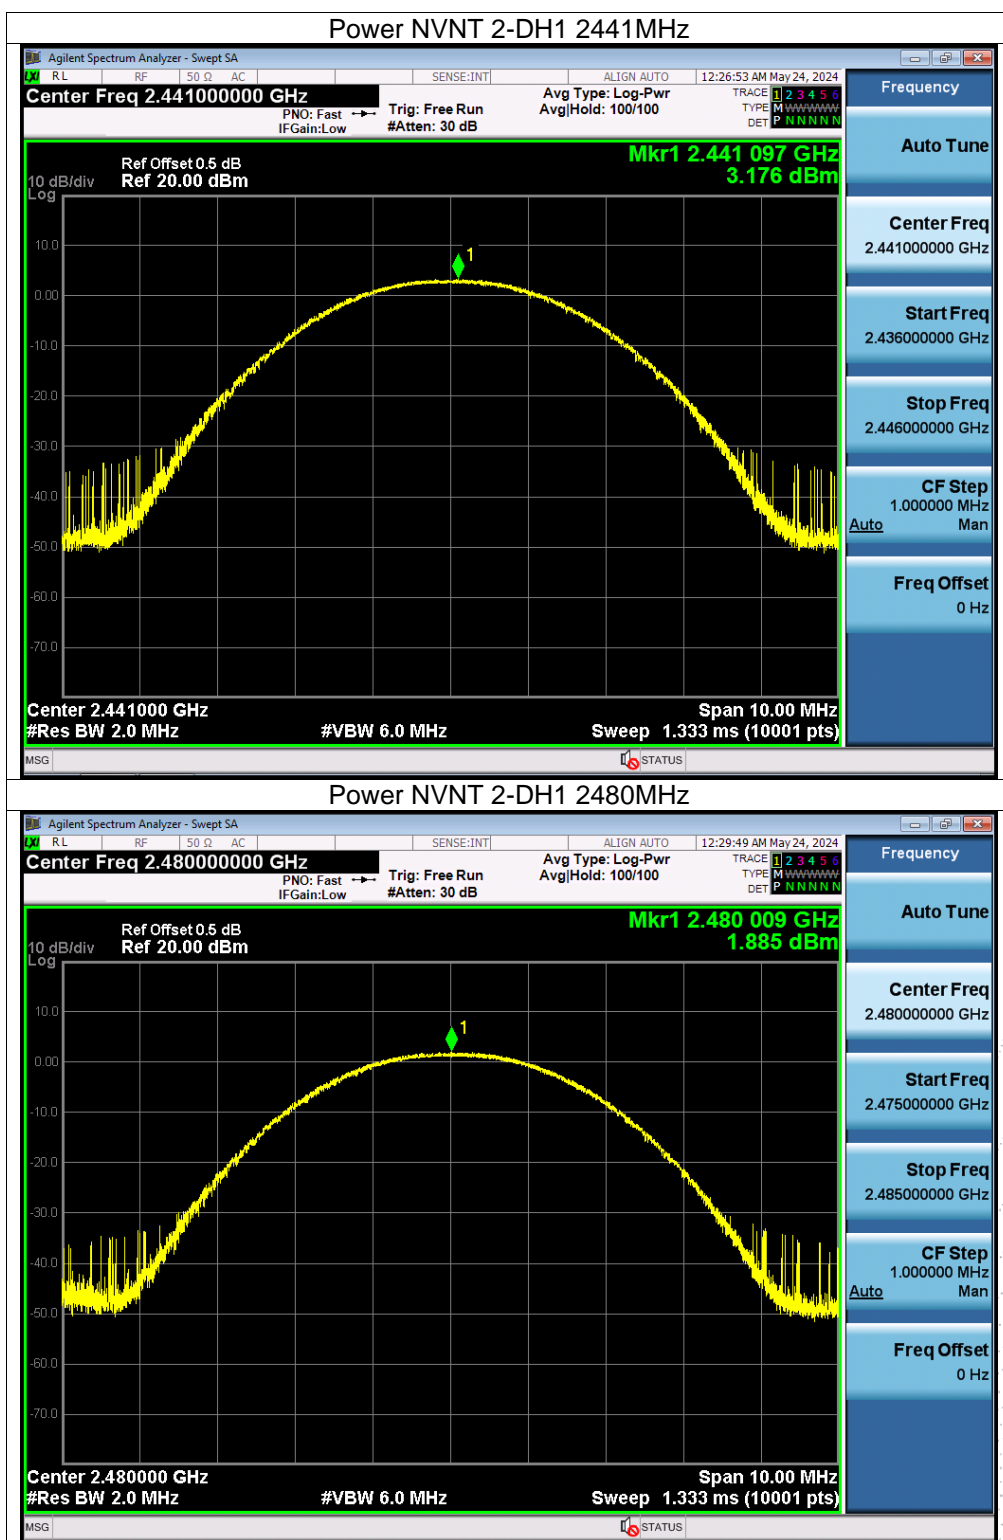 Power NVNT 2-DH1 2441MHz
Agilent Spectrum Analyzer - Swept SA
LXI RL RF 50 Ω AC SENSE:INT ALIGN AUTO 12:26:53 AM May 24, 2024
Center Freq 2.441000000 GHz
PNO: Fast
IFGain:Low
Trig: Free Run
#Atten: 30 dB
Avg Type: Log-Pwr
Avg|Hold: 100/100
TRACE 1 2 3 4 5 6
TYPE M WWWWW
DET P N N N N N
Frequency
Auto Tune
Center Freq
2.441000000 GHz
Start Freq
2.436000000 GHz
Stop Freq
2.446000000 GHz
CF Step
1.000000 MHz
Auto Man
Freq Offset
0 Hz
Mkr1 2.441 097 GHz
3.176 dBm
Ref Offset 0.5 dB
10 dB/div Ref 20.00 dBm
Log
10.0
0.00
-10.0
-20.0
-30.0
-40.0
-50.0
-60.0
-70.0
1
Center 2.441000 GHz Span 10.00 MHz
#Res BW 2.0 MHz #VBW 6.0 MHz Sweep 1.333 ms (10001 pts)
MSG STATUS
Power NVNT 2-DH1 2480MHz
Agilent Spectrum Analyzer - Swept SA
LXI RL RF 50 Ω AC SENSE:INT ALIGN AUTO 12:29:49 AM May 24, 2024
Center Freq 2.480000000 GHz
PNO: Fast
IFGain:Low
Trig: Free Run
#Atten: 30 dB
Avg Type: Log-Pwr
Avg|Hold: 100/100
TRACE 1 2 3 4 5 6
TYPE M WWWWW
DET P N N N N N
Frequency
Auto Tune
Center Freq
2.480000000 GHz
Start Freq
2.475000000 GHz
Stop Freq
2.485000000 GHz
CF Step
1.000000 MHz
Auto Man
Freq Offset
0 Hz
Mkr1 2.480 009 GHz
1.885 dBm
Ref Offset 0.5 dB
10 dB/div Ref 20.00 dBm
Log
10.0
0.00
-10.0
-20.0
-30.0
-40.0
-50.0
-60.0
-70.0
1
Center 2.480000 GHz Span 10.00 MHz
#Res BW 2.0 MHz #VBW 6.0 MHz Sweep 1.333 ms (10001 pts)
MSG STATUS